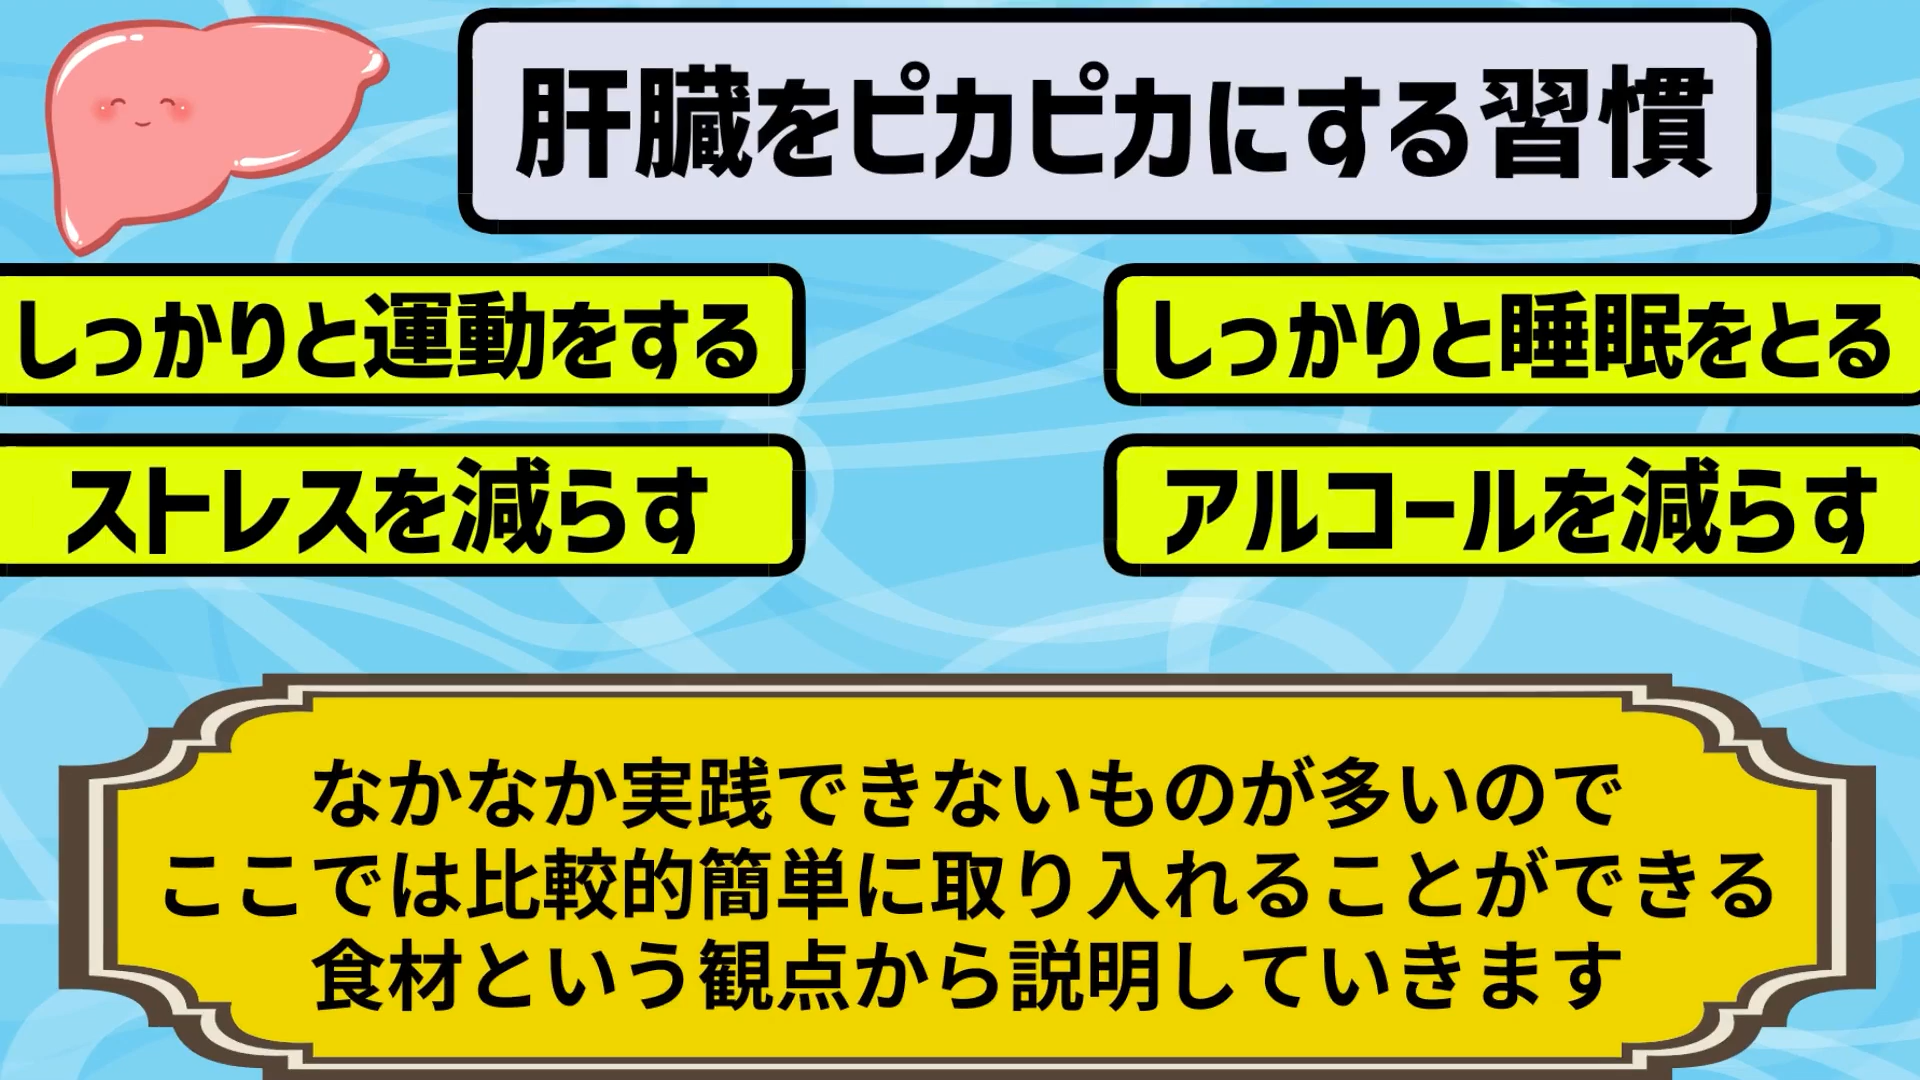 肝臓をピカピカにする習慣
しっかりと運動をする
しっかりと睡眠をとる
ストレスを減らす
アルコールを減らす
なかなか実践できないものが多いので
ここでは比較的簡単に取り入れることができる
食材という観点から説明していきます